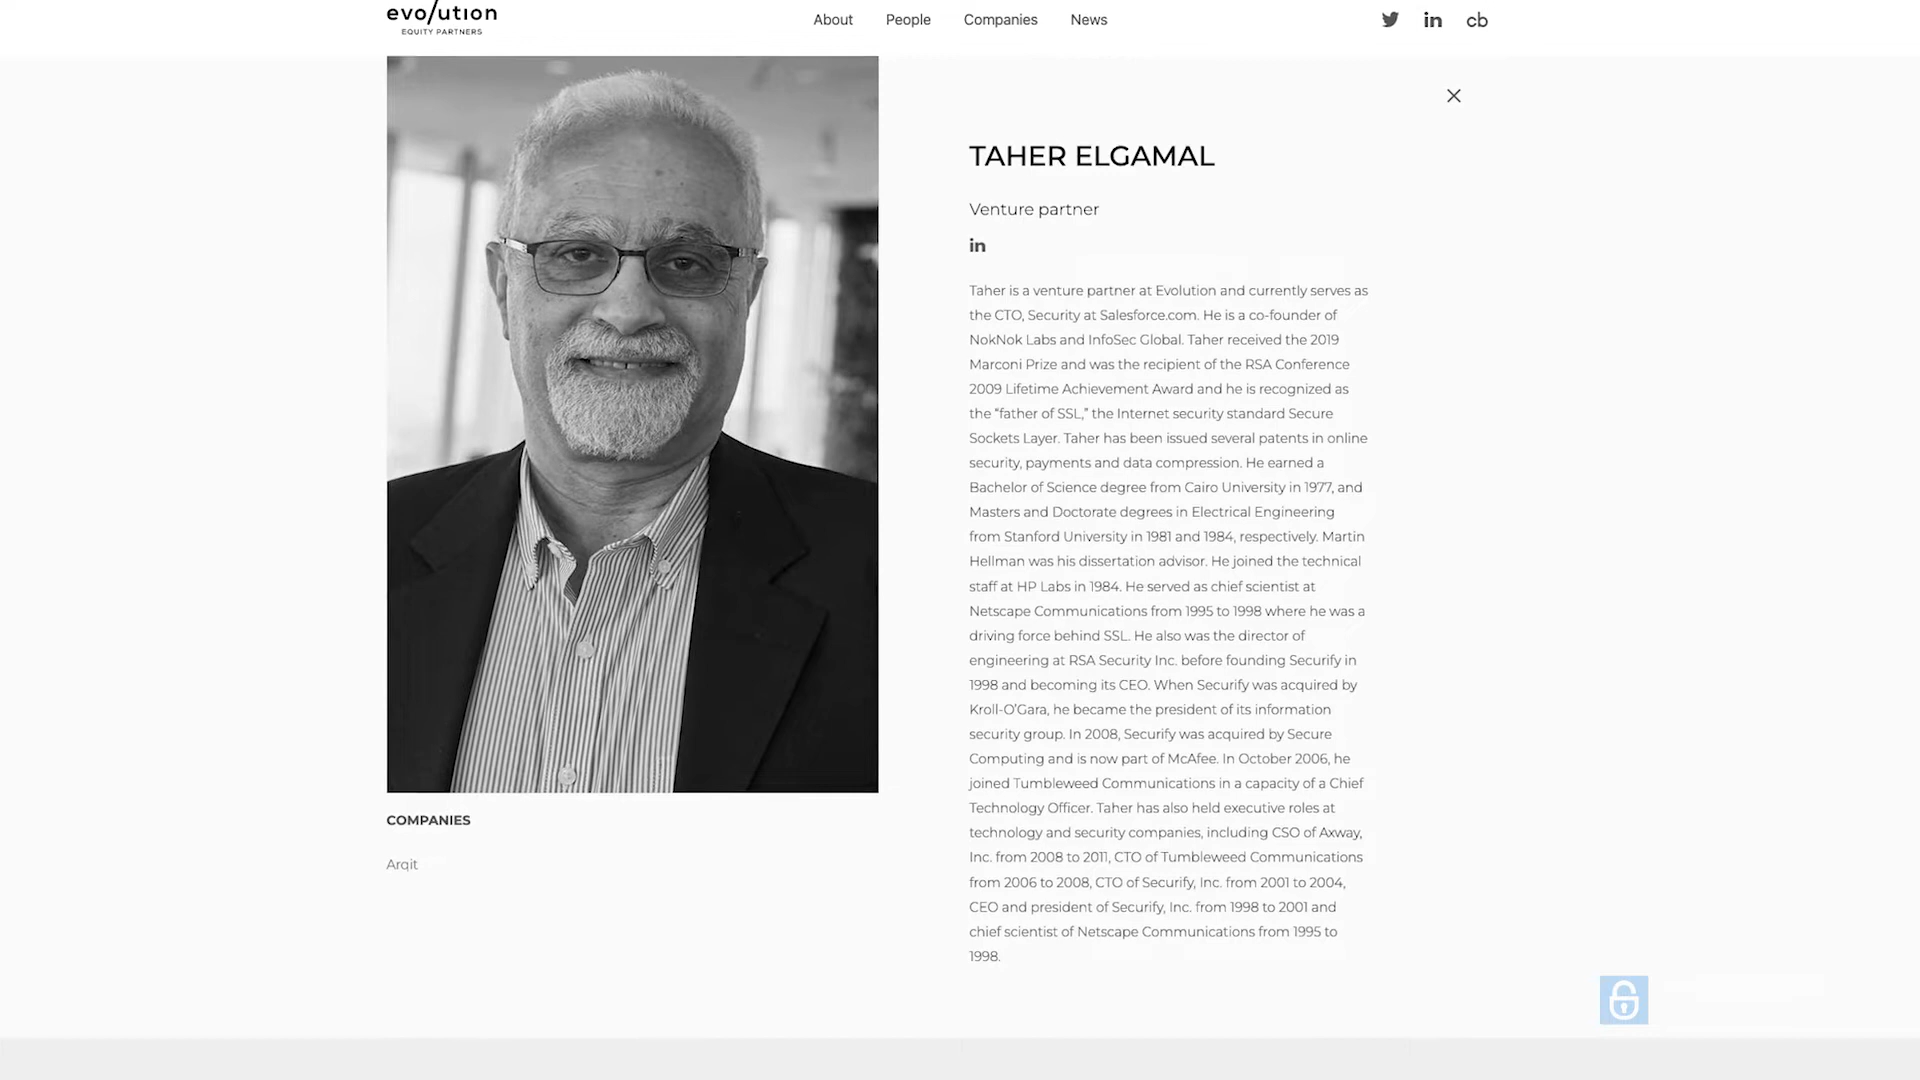 evolution
EQUITY PARTNERS
About
People
Companies
News
in
cb
TAHER ELGAMAL
Venture partner
in
Taher is a venture partner at Evolution and currently serves as
the CTO, Security at Salesforce.com. He is a co-founder of
NokNok Labs and InfoSec Global. Taher received the 2019
Marconi Prize and was the recipient of the RSA Conference
2009 Lifetime Achievement Award and he is recognized as
the “father of SSL,” the Internet security standard Secure
Sockets Layer. Taher has been issued several patents in online
security, payments and data compression. He earned a
Bachelor of Science degree from Cairo University in 1977, and
Masters and Doctorate degrees in Electrical Engineering
from Stanford University in 1981 and 1984, respectively. Martin
Hellman was his dissertation advisor. He joined the technical
staff at HP Labs in 1984. He served as chief scientist at
Netscape Communications from 1995 to 1998 where he was a
driving force behind SSL. He also was the director of
engineering at RSA Security Inc. before founding Securify in
1998 and becoming its CEO. When Securify was acquired by
Kroll-O’Gara, he became the president of its information
security group. In 2008, Securify was acquired by Secure
Computing and is now part of McAfee. In October 2006, he
joined Tumbleweed Communications in a capacity of a Chief
Technology Officer. Taher has also held executive roles at
technology and security companies, including CSO of Axway,
Inc. from 2008 to 2011, CTO of Tumbleweed Communications
from 2006 to 2008, CTO of Securify, Inc. from 2001 to 2004,
CEO and president of Securify, Inc. from 1998 to 2001 and
chief scientist of Netscape Communications from 1995 to
1998.
COMPANIES
Arqit